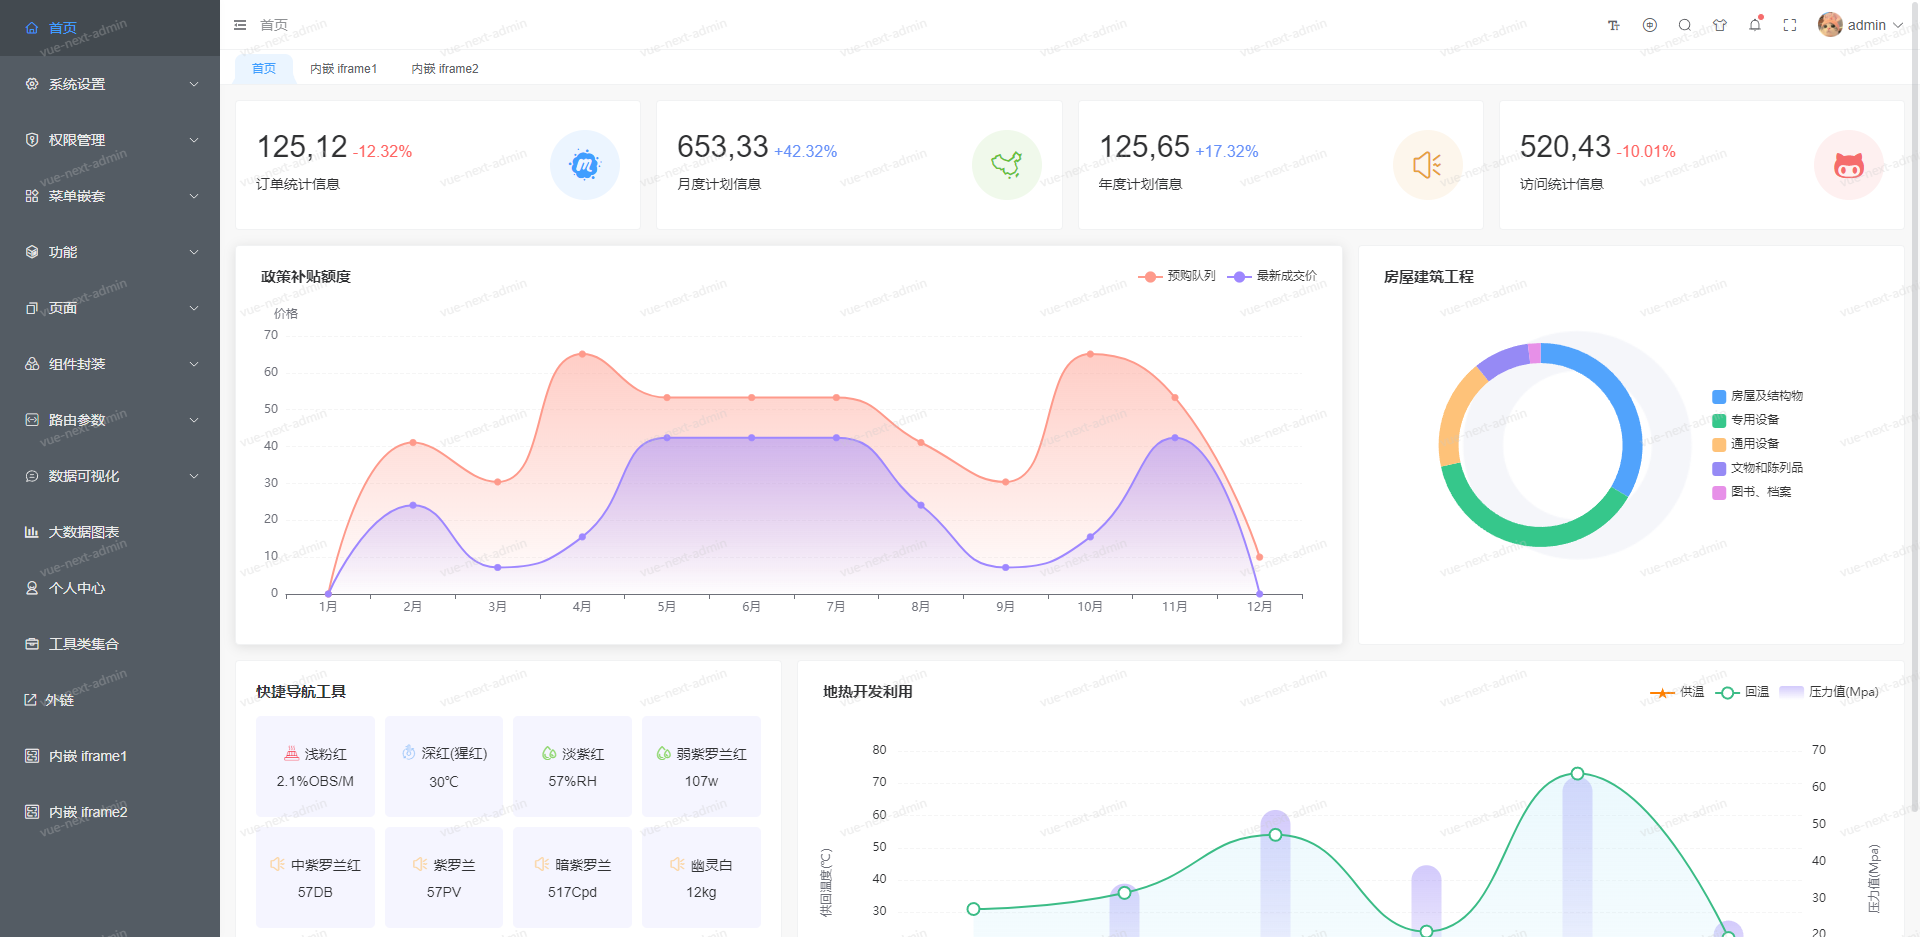 首页
系统设置
权限管理
菜单嵌套
功能
页面
组件封装
路由参数
数据可视化
大数据图表
个人中心
工具类集合
外链
内嵌 iframe1
内嵌 iframe2
首页
admin
首页 内嵌 iframe1 内嵌 iframe2
125,12 -12.32%
订单统计信息
653,33 +42.32%
月度计划信息
125,65 +17.32%
年度计划信息
520,43 -10.01%
访问统计信息
政策补贴额度
预购队列 最新成交价
价格
70
60
50
40
30
20
10
0
1月 2月 3月 4月 5月 6月 7月 8月 9月 10月 11月 12月
房屋建筑工程
房屋及结构物
专用设备
通用设备
文物和陈列品
图书、档案
快捷导航工具
浅粉红
2.1%OBS/M
深红(猩红)
30℃
淡紫红
57%RH
弱紫罗兰红
107w
中紫罗兰红
57DB
紫罗兰
57PV
暗紫罗兰
517Cpd
幽灵白
12kg
地热开发利用
供温 回温 压力值(Mpa)
供回温度(℃)
80
70
60
50
40
30
70
60
50
40
30
20
压力值(Mpa)
vue-next-admin